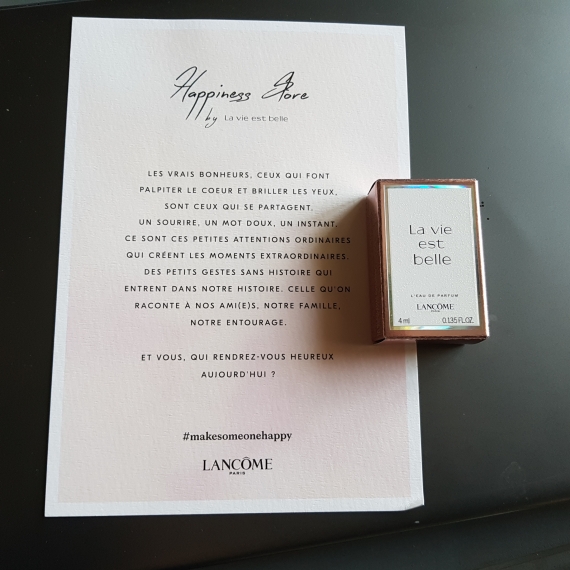 Happiness Store
by La vie est belle
LES VRAIS BONHEURS, CEUX QUI FONT
PALPITER LE COEUR ET BRILLER LES YEUX,
SONT CEUX QUI SE PARTAGENT.
UN SOURIRE, UN MOT DOUX, UN INSTANT,
CE SONT CES PETITES ATTENTIONS ORDINAIRES
QUI CRÉENT LES MOMENTS EXTRAORDINAIRES.
DES PETITS GESTES SANS HISTOIRE QUI
ENTRENT DANS NOTRE HISTOIRE. CELLE QU'ON
RACONTE À NOS AMI(E)S, NOTRE FAMILLE,
NOTRE ENTOURAGE.
ET VOUS, QUI RENDREZ-VOUS HEUREUX
AUJOURD'HUI ?
#makesomeonehappy
LANCÔME
PARIS
La vie
est
belle
L'EAU DE PARFUM
LANCÔME
PARIS
4 ml 0.135 FL.OZ.